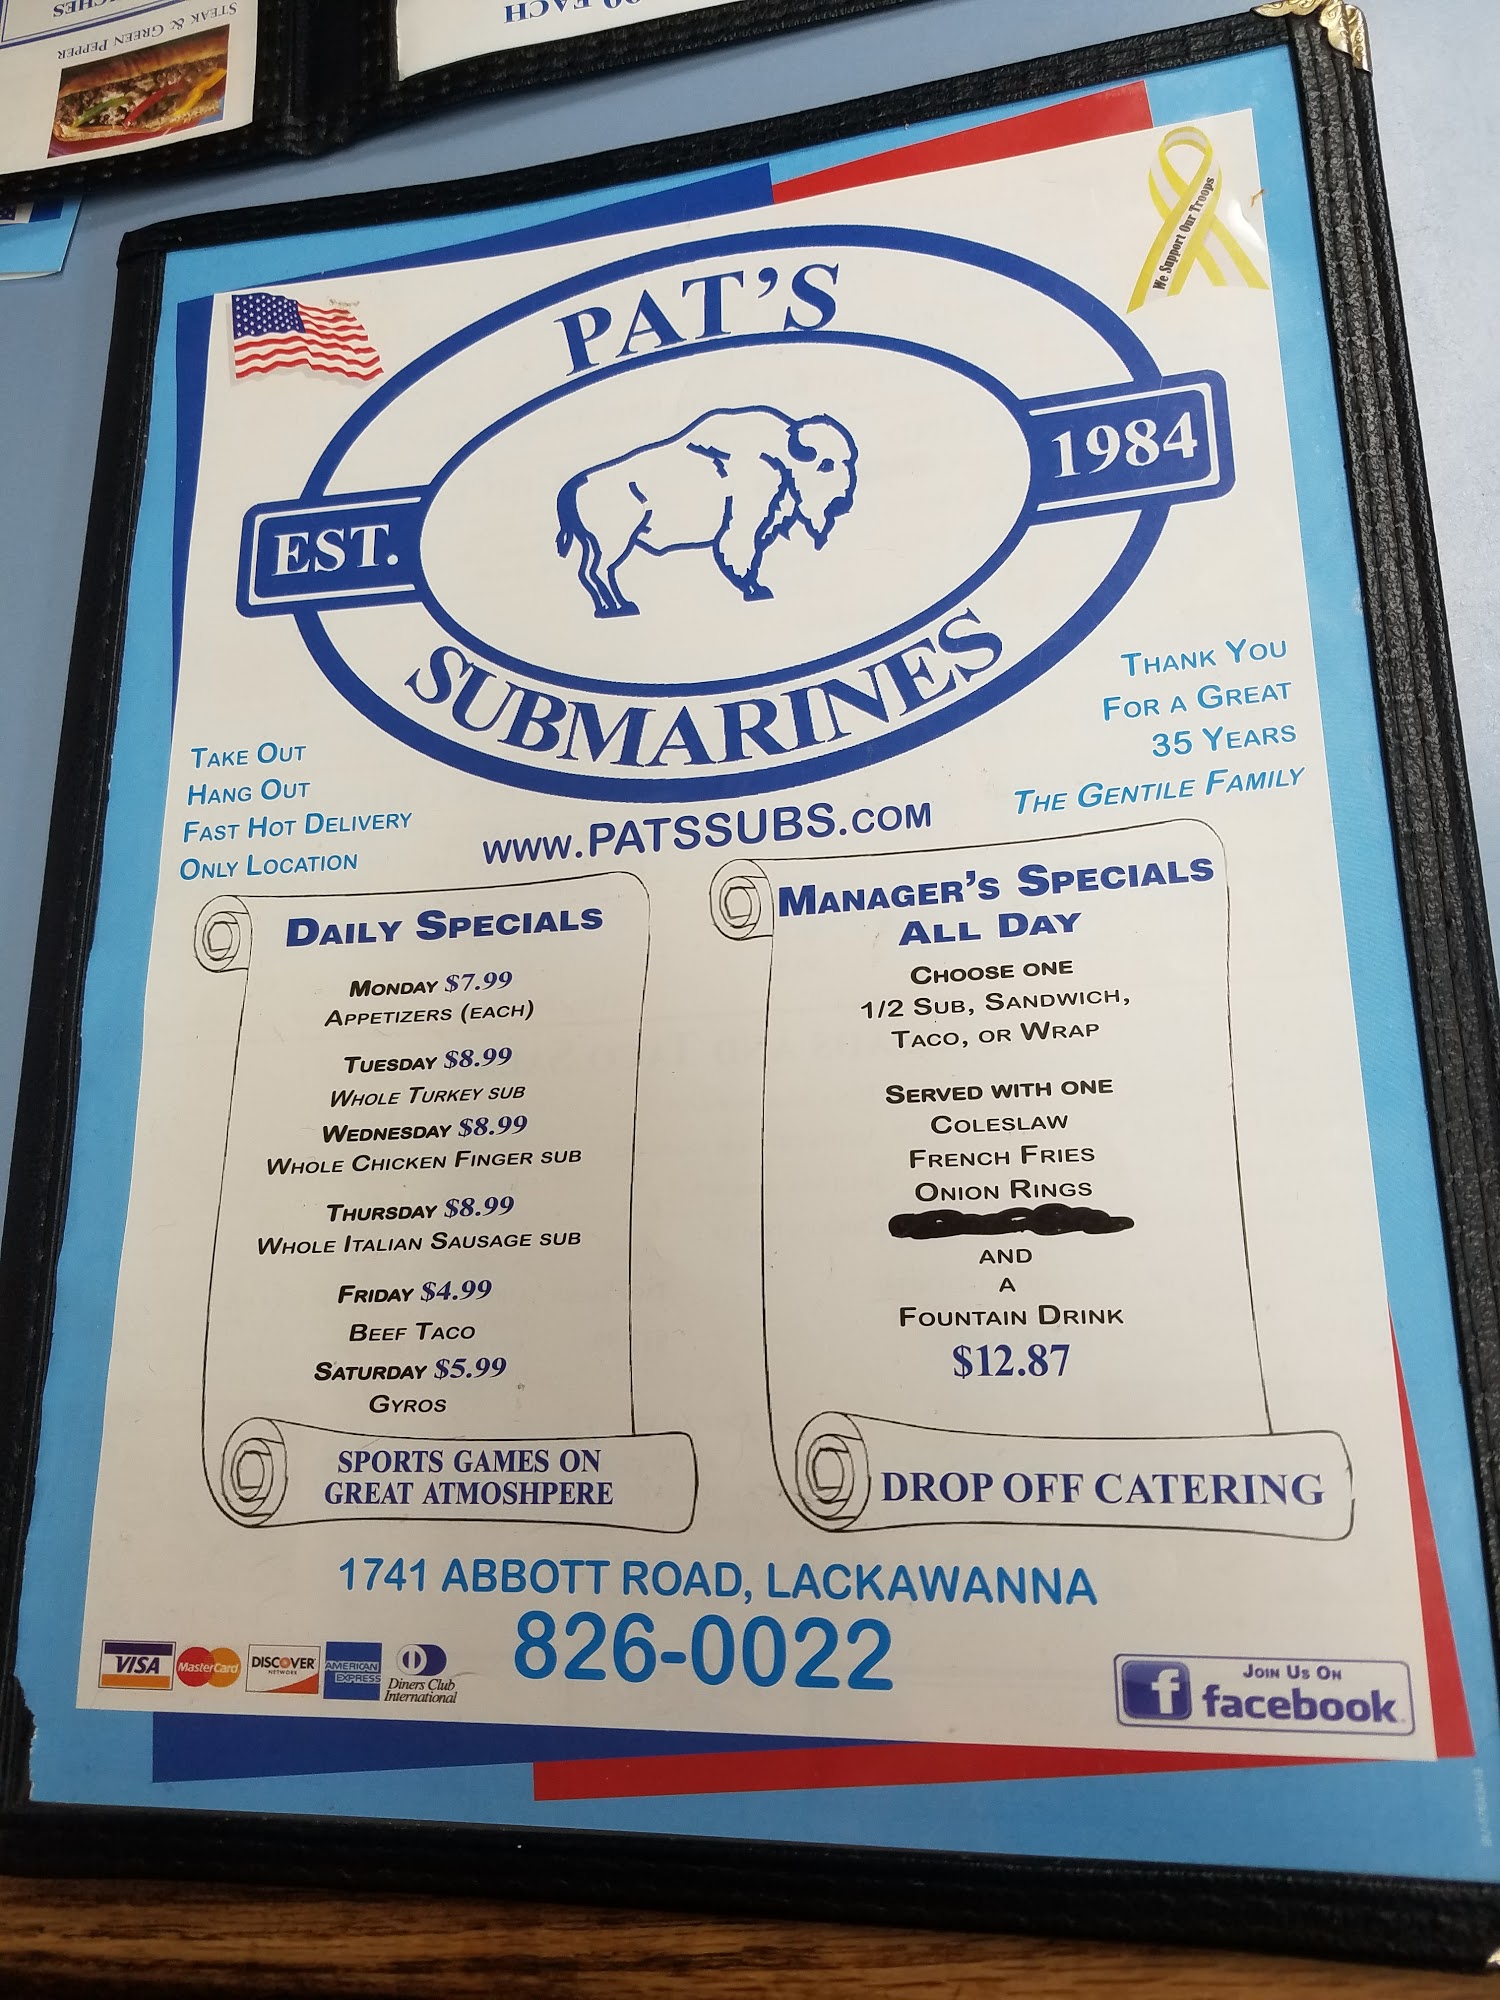 STEAK & GREEN PEPPER
EACH
We Support Our Troops
PAT'S
EST.
1984
SUBMARINES
THANK YOU
FOR A GREAT
35 YEARS
THE GENTILE FAMILY
TAKE OUT
HANG OUT
FAST HOT DELIVERY
ONLY LOCATION
WWW.PATSSUBS.COM
DAILY SPECIALS
MONDAY $7.99
APPETIZERS (EACH)
TUESDAY $8.99
WHOLE TURKEY SUB
WEDNESDAY $8.99
WHOLE CHICKEN FINGER SUB
THURSDAY $8.99
WHOLE ITALIAN SAUSAGE SUB
FRIDAY $4.99
BEEF TACO
SATURDAY $5.99
GYROS
SPORTS GAMES ON
GREAT ATMOSHPERE
MANAGER'S SPECIALS
ALL DAY
CHOOSE ONE
1/2 SUB, SANDWICH,
TACO, OR WRAP
SERVED WITH ONE
COLESLAW
FRENCH FRIES
ONION RINGS
AND
A
FOUNTAIN DRINK
$12.87
DROP OFF CATERING
1741 ABBOTT ROAD, LACKAWANNA
826-0022
VISA
MasterCard
DISCOVER
NETWORK
AMERICAN
EXPRESS
Diners Club
International
JOIN US ON
facebook